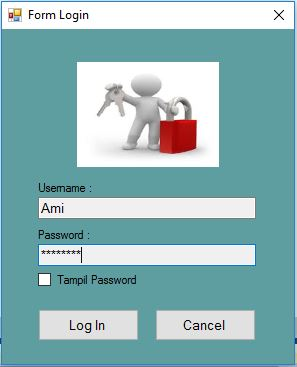 Form Login
Username :
Ami
Password :
********
Tampil Password
Log In
Cancel